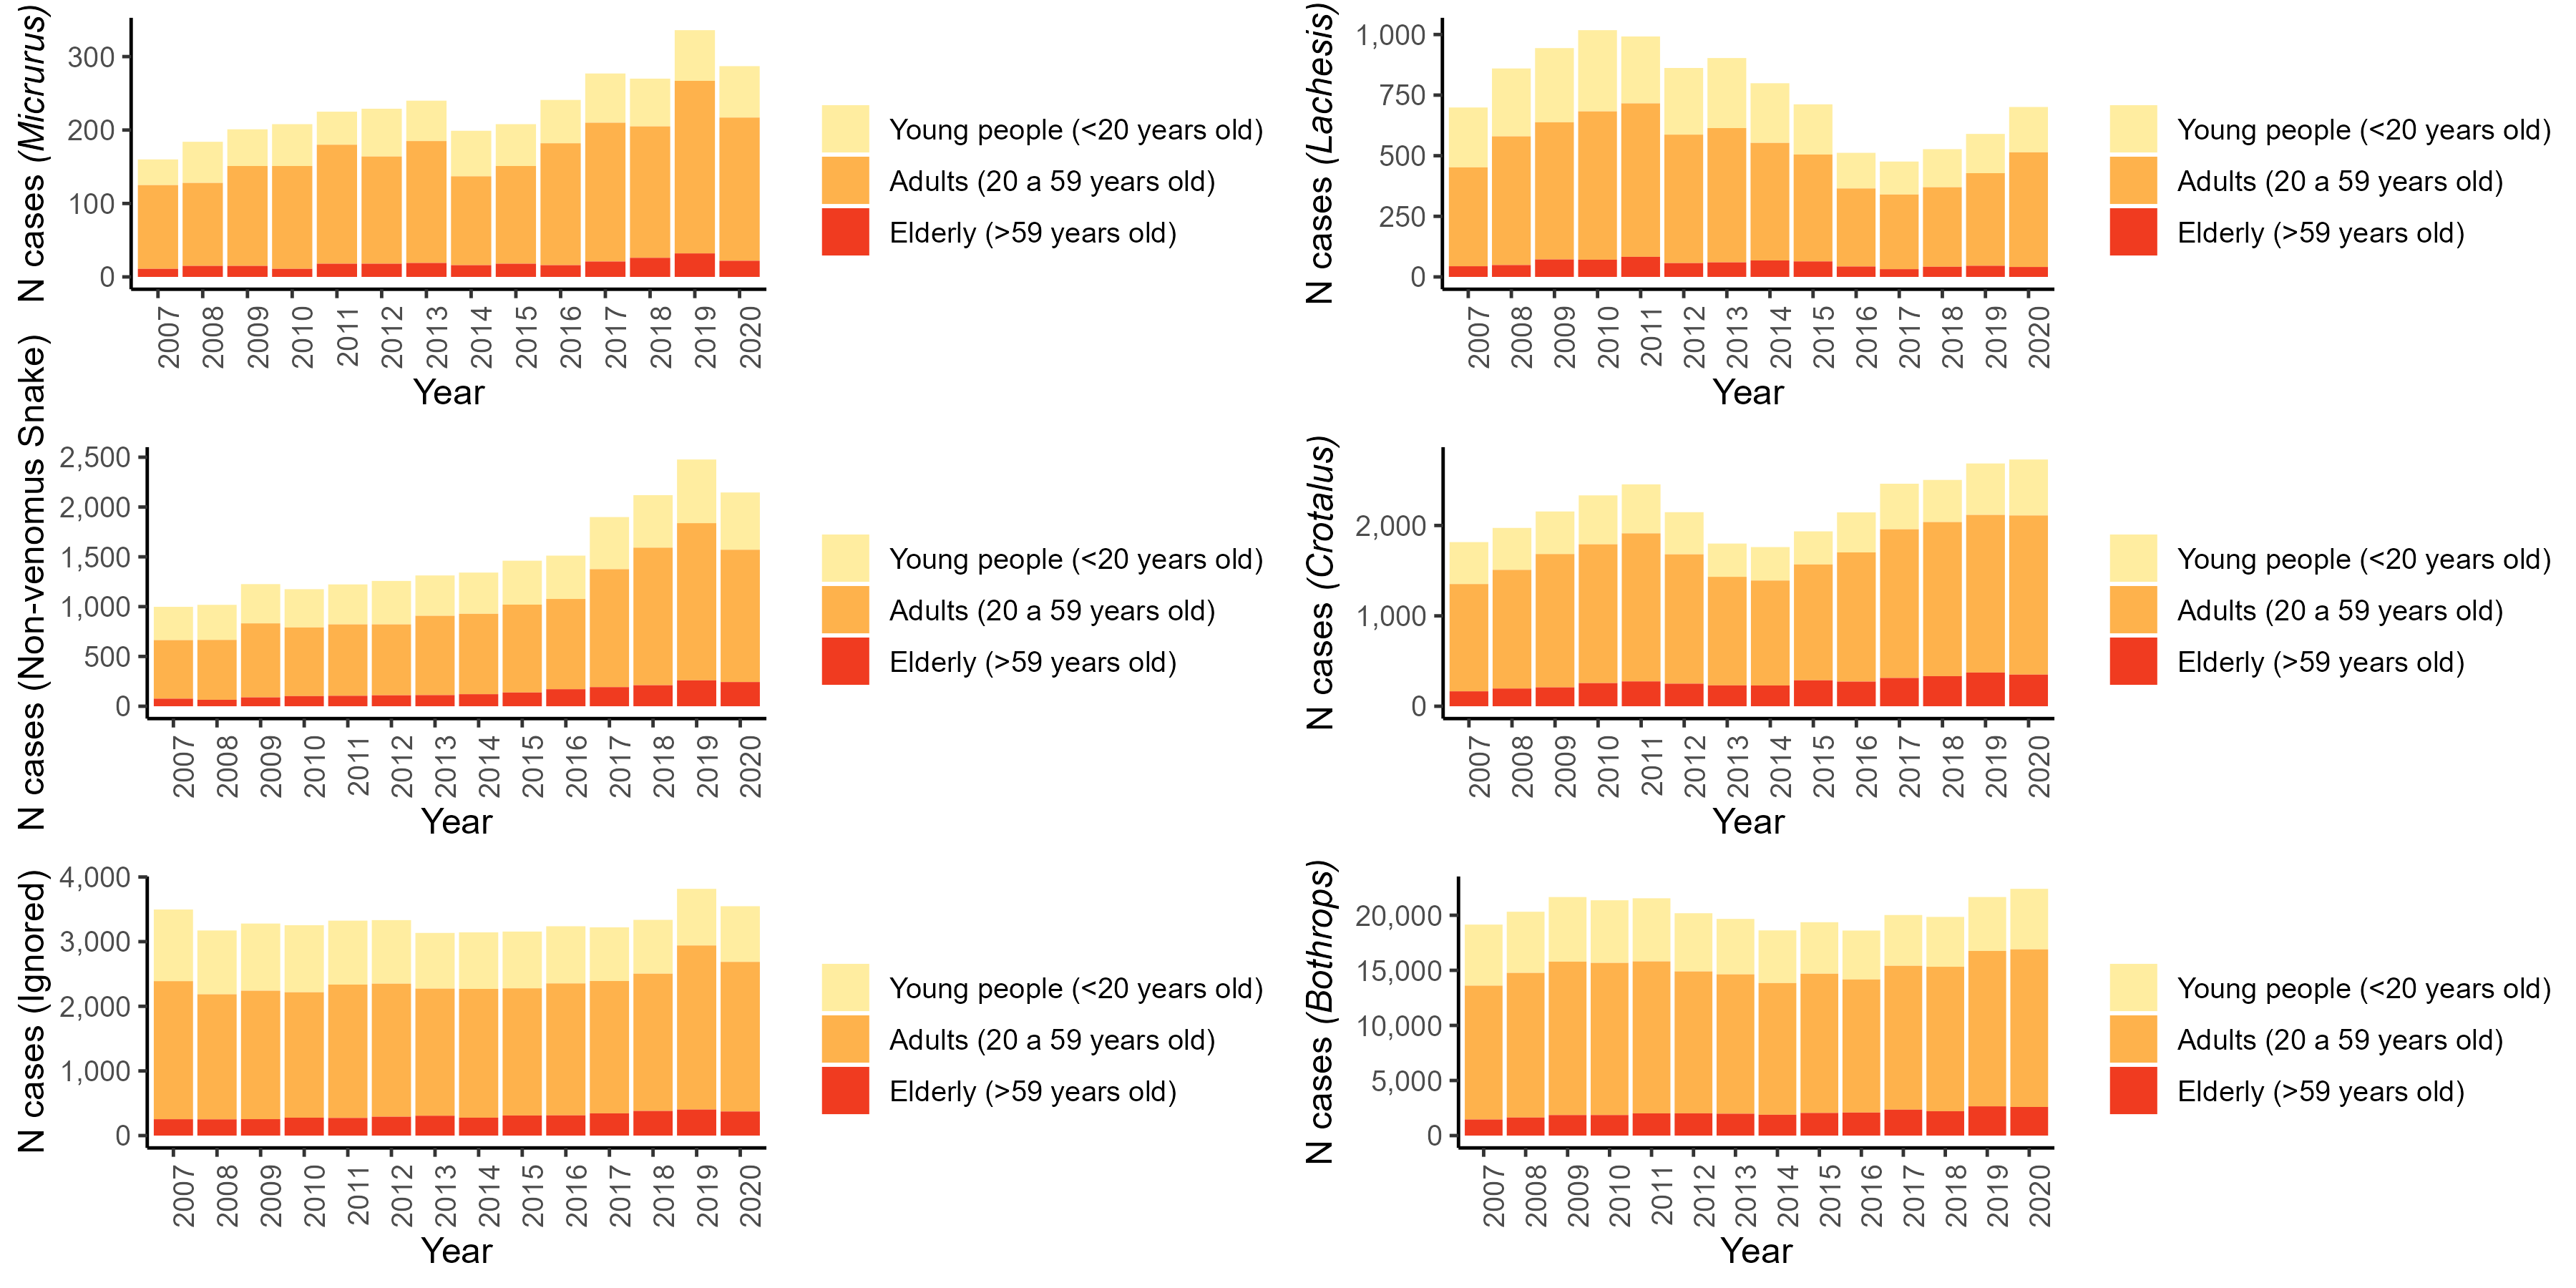 N cases (Micrurus)
300
200
100
0
2007 2008 2009 2010 2011 2012 2013 2014 2015 2016 2017 2018 2019 2020
Year
Young people (<20 years old)
Adults (20 a 59 years old)
Elderly (>59 years old)
N cases (Lachesis)
1,000
750
500
250
0
2007 2008 2009 2010 2011 2012 2013 2014 2015 2016 2017 2018 2019 2020
Year
Young people (<20 years old)
Adults (20 a 59 years old)
Elderly (>59 years old)
N cases (Non-venomus Snake)
2,500
2,000
1,500
1,000
500
0
2007 2008 2009 2010 2011 2012 2013 2014 2015 2016 2017 2018 2019 2020
Year
Young people (<20 years old)
Adults (20 a 59 years old)
Elderly (>59 years old)
N cases (Crotalus)
2,000
1,000
0
2007 2008 2009 2010 2011 2012 2013 2014 2015 2016 2017 2018 2019 2020
Year
Young people (<20 years old)
Adults (20 a 59 years old)
Elderly (>59 years old)
N cases (Ignored)
4,000
3,000
2,000
1,000
0
2007 2008 2009 2010 2011 2012 2013 2014 2015 2016 2017 2018 2019 2020
Year
Young people (<20 years old)
Adults (20 a 59 years old)
Elderly (>59 years old)
N cases (Bothrops)
20,000
15,000
10,000
5,000
0
2007 2008 2009 2010 2011 2012 2013 2014 2015 2016 2017 2018 2019 2020
Year
Young people (<20 years old)
Adults (20 a 59 years old)
Elderly (>59 years old)